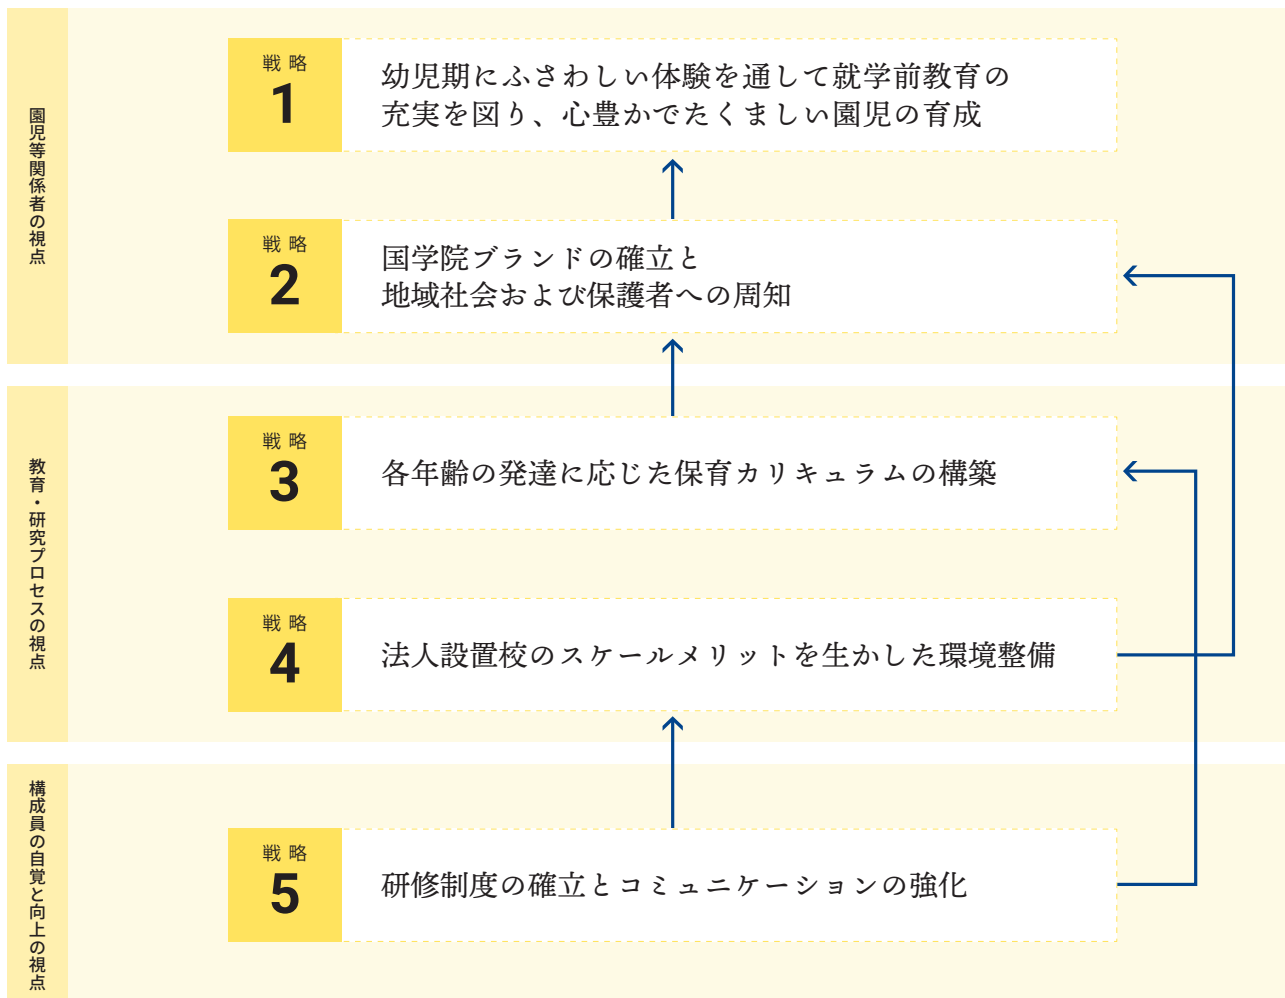 園児等関係者の視点
戦略
1
幼児期にふさわしい体験を通して就学前教育の
充実を図り、心豊かでたくましい園児の育成
戦略
2
国学院ブランドの確立と
地域社会および保護者への周知
教育・研究プロセスの視点
戦略
3
各年齢の発達に応じた保育カリキュラムの構築
戦略
4
法人設置校のスケールメリットを生かした環境整備
構成員の自覚と向上の視点
戦略
5
研修制度の確立とコミュニケーションの強化